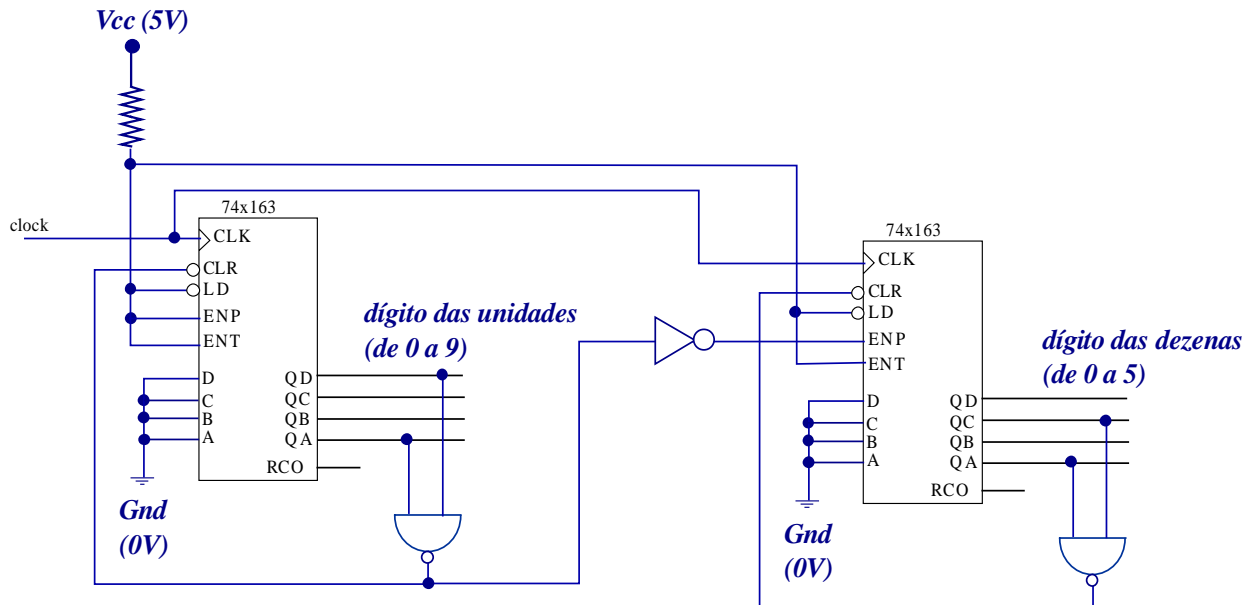 Vcc (5V)
clock
74x163
CLK
CLR
LD
ENP
ENT
D
C
B
A
QD
QC
QB
QA
RCO
Gnd
(0V)
dígito das unidades
(de 0 a 9)
74x163
CLK
CLR
LD
ENP
ENT
D
C
B
A
QD
QC
QB
QA
RCO
Gnd
(0V)
dígito das dezenas
(de 0 a 5)